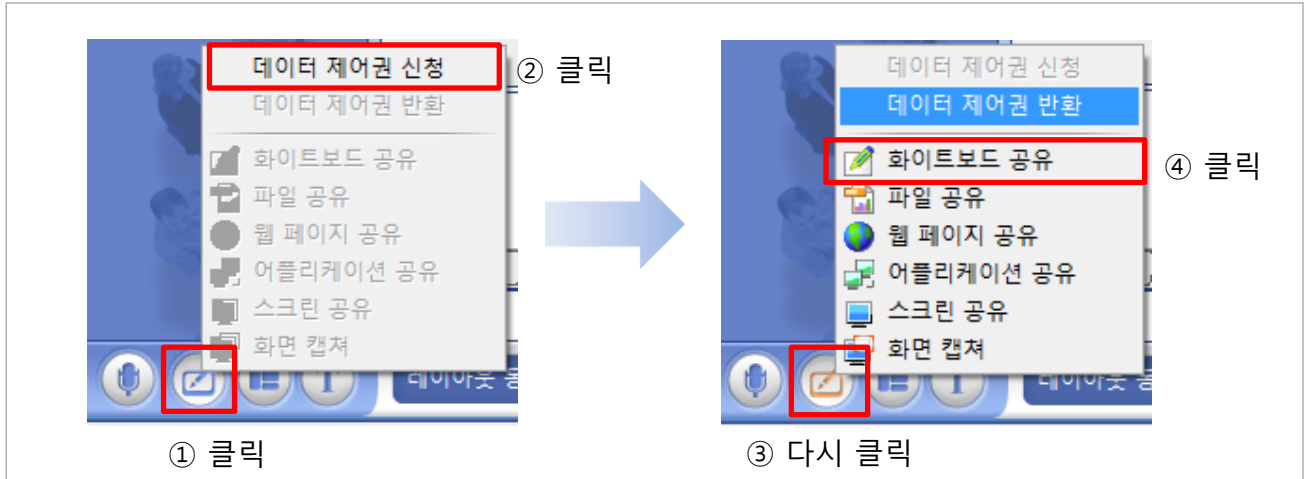 데이터 제어권 신청
② 클릭
데이터 제어권 반환
화이트보드 공유
파일 공유
웹 페이지 공유
어플리케이션 공유
스크린 공유
화면 캡쳐
T
① 클릭
데이터 제어권 신청
데이터 제어권 반환
화이트보드 공유
④ 클릭
파일 공유
웹 페이지 공유
어플리케이션 공유
스크린 공유
화면 캡쳐
T
③ 다시 클릭